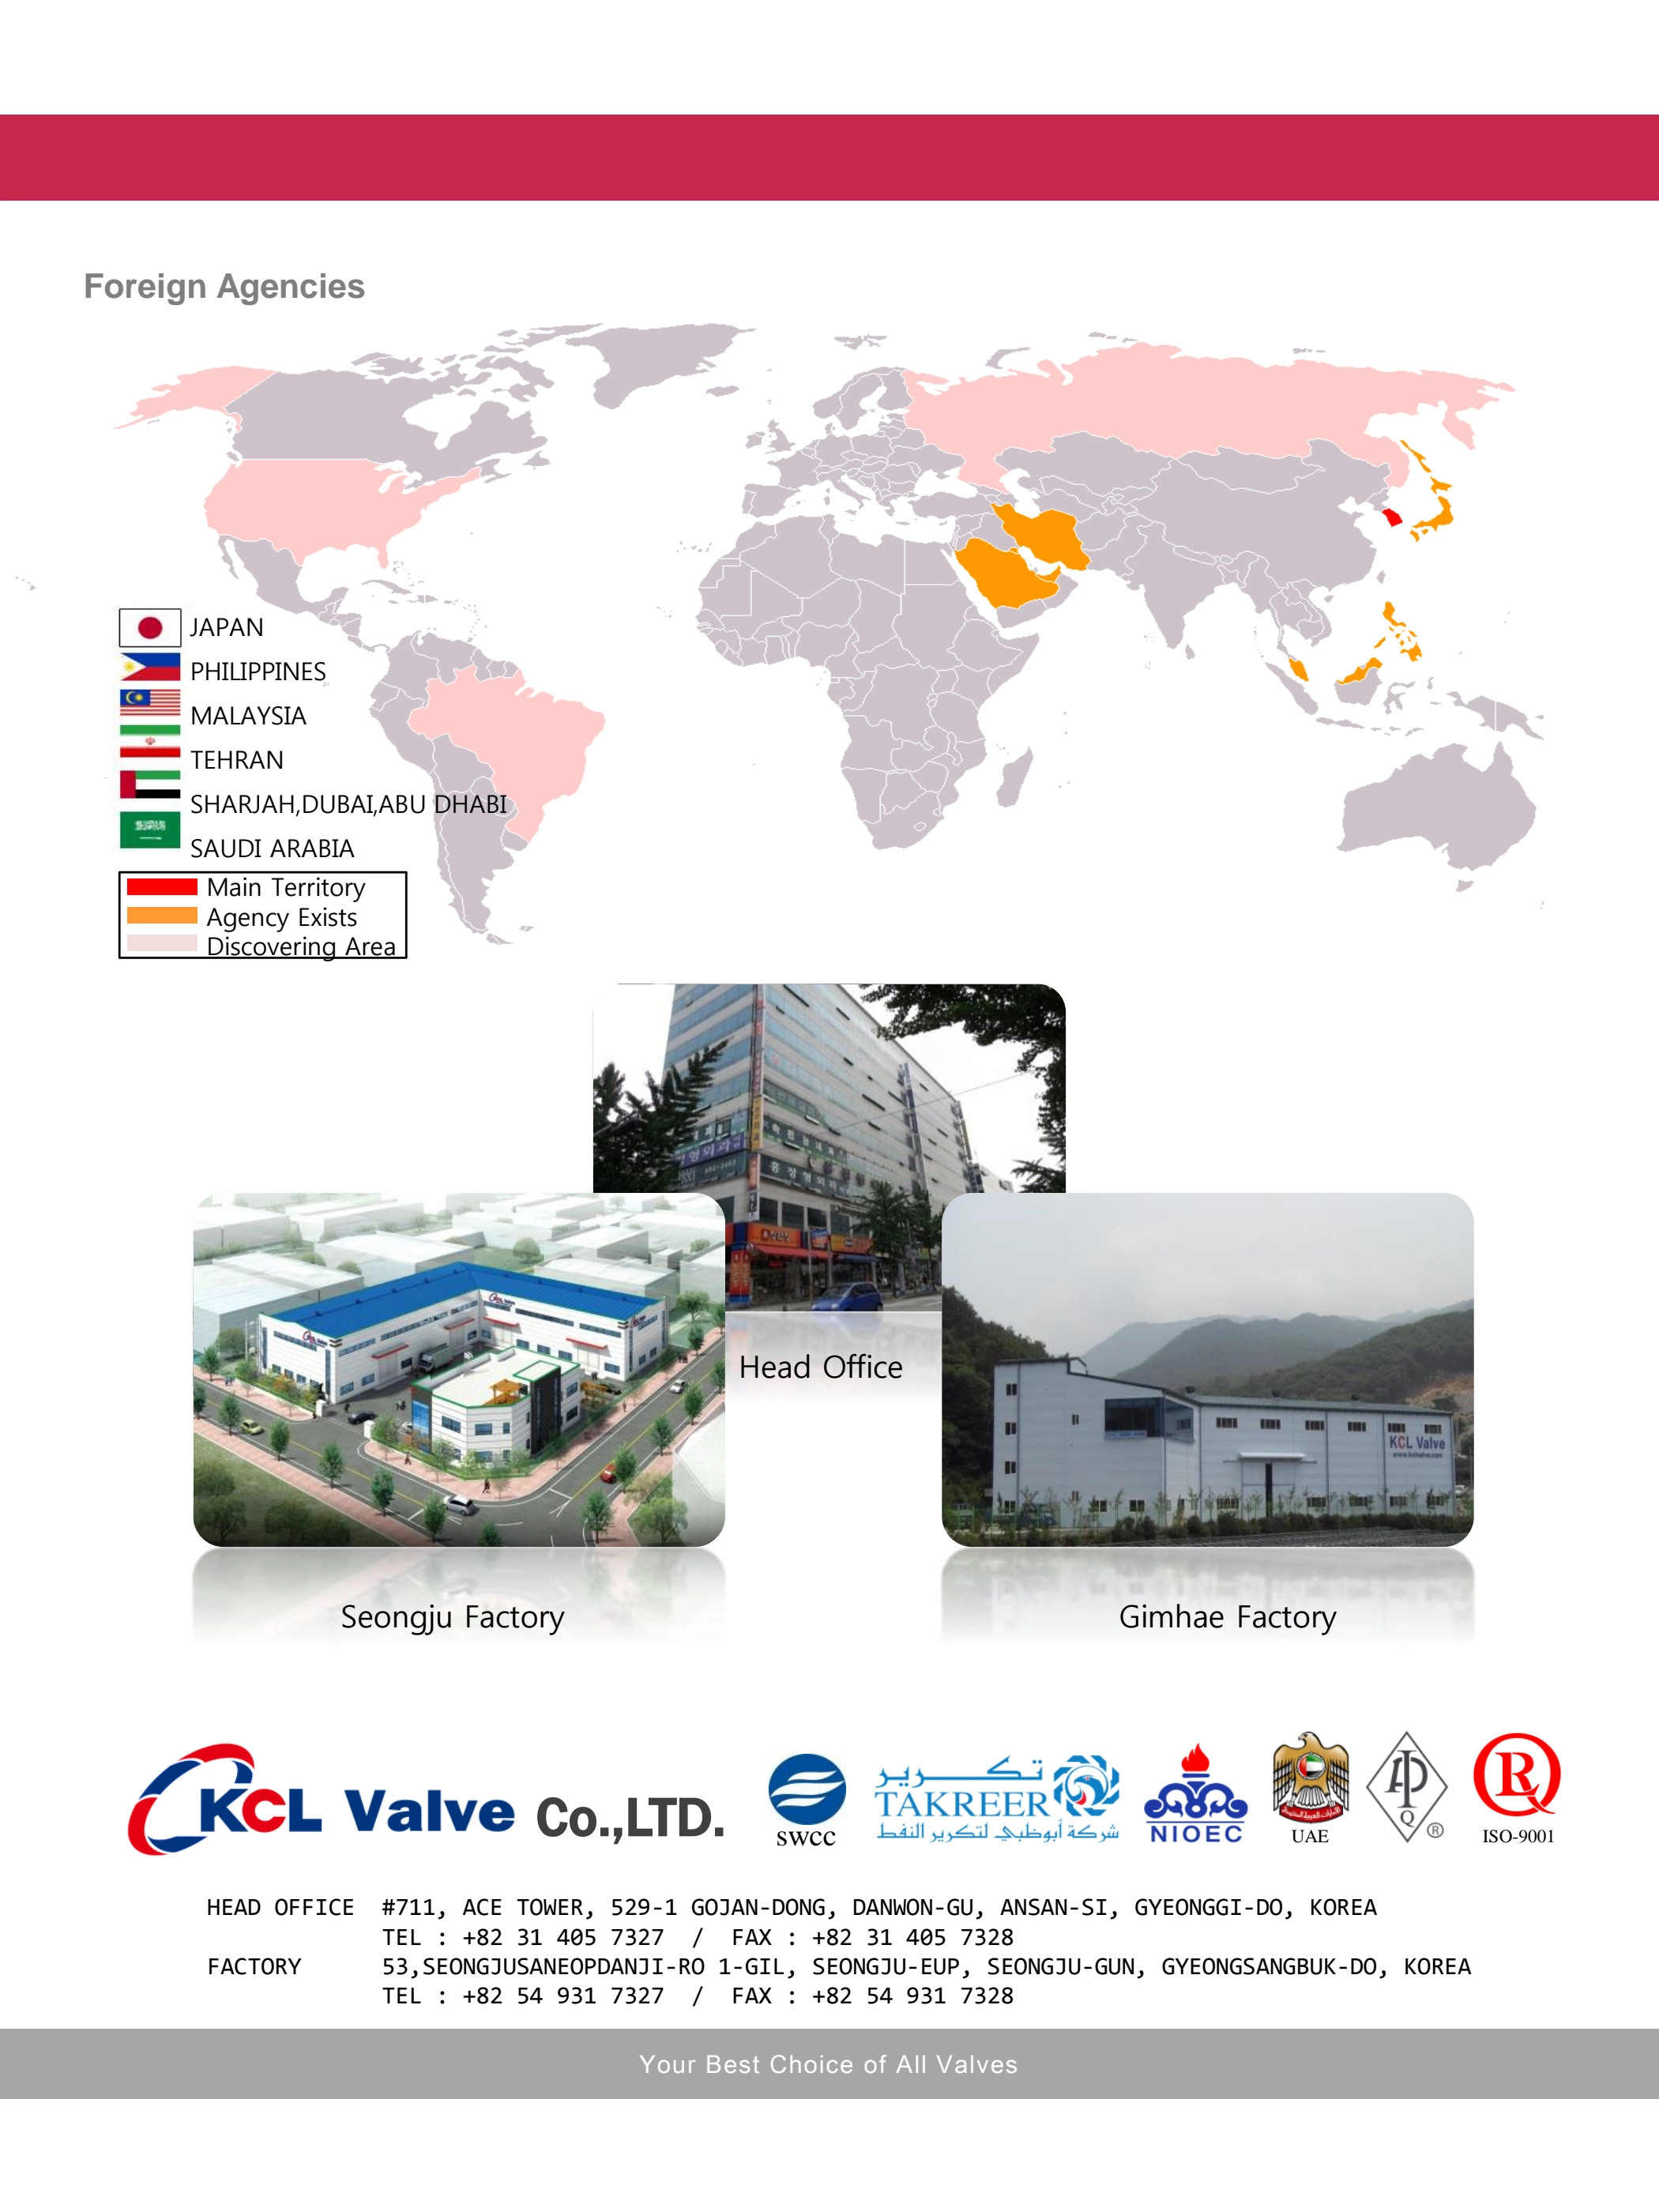 Foreign Agencies
JAPAN
PHILIPPINES
MALAYSIA
TEHRAN
SHARJAH,DUBAI,ABU DHABI
SAUDI ARABIA
Main Territory
Agency Exists
Discovering Area
Head Office
KCL Valve
www.kclvalve.com
Seongju Factory
Gimhae Factory
KCL Valve Co.,LTD.
SWCC
تكرير
TAKREER
شركة أبوظبي لتكرير النفط
NIOEC
UAE
API
Q
®
R
ISO-9001
HEAD OFFICE #711, ACE TOWER, 529-1 GOJAN-DONG, DANWON-GU, ANSAN-SI, GYEONGGI-DO, KOREA
TEL : +82 31 405 7327 / FAX : +82 31 405 7328
FACTORY 53,SEONGJUSANEOPDANJI-RO 1-GIL, SEONGJU-EUP, SEONGJU-GUN, GYEONGSANGBUK-DO, KOREA
TEL : +82 54 931 7327 / FAX : +82 54 931 7328
Your Best Choice of All Valves